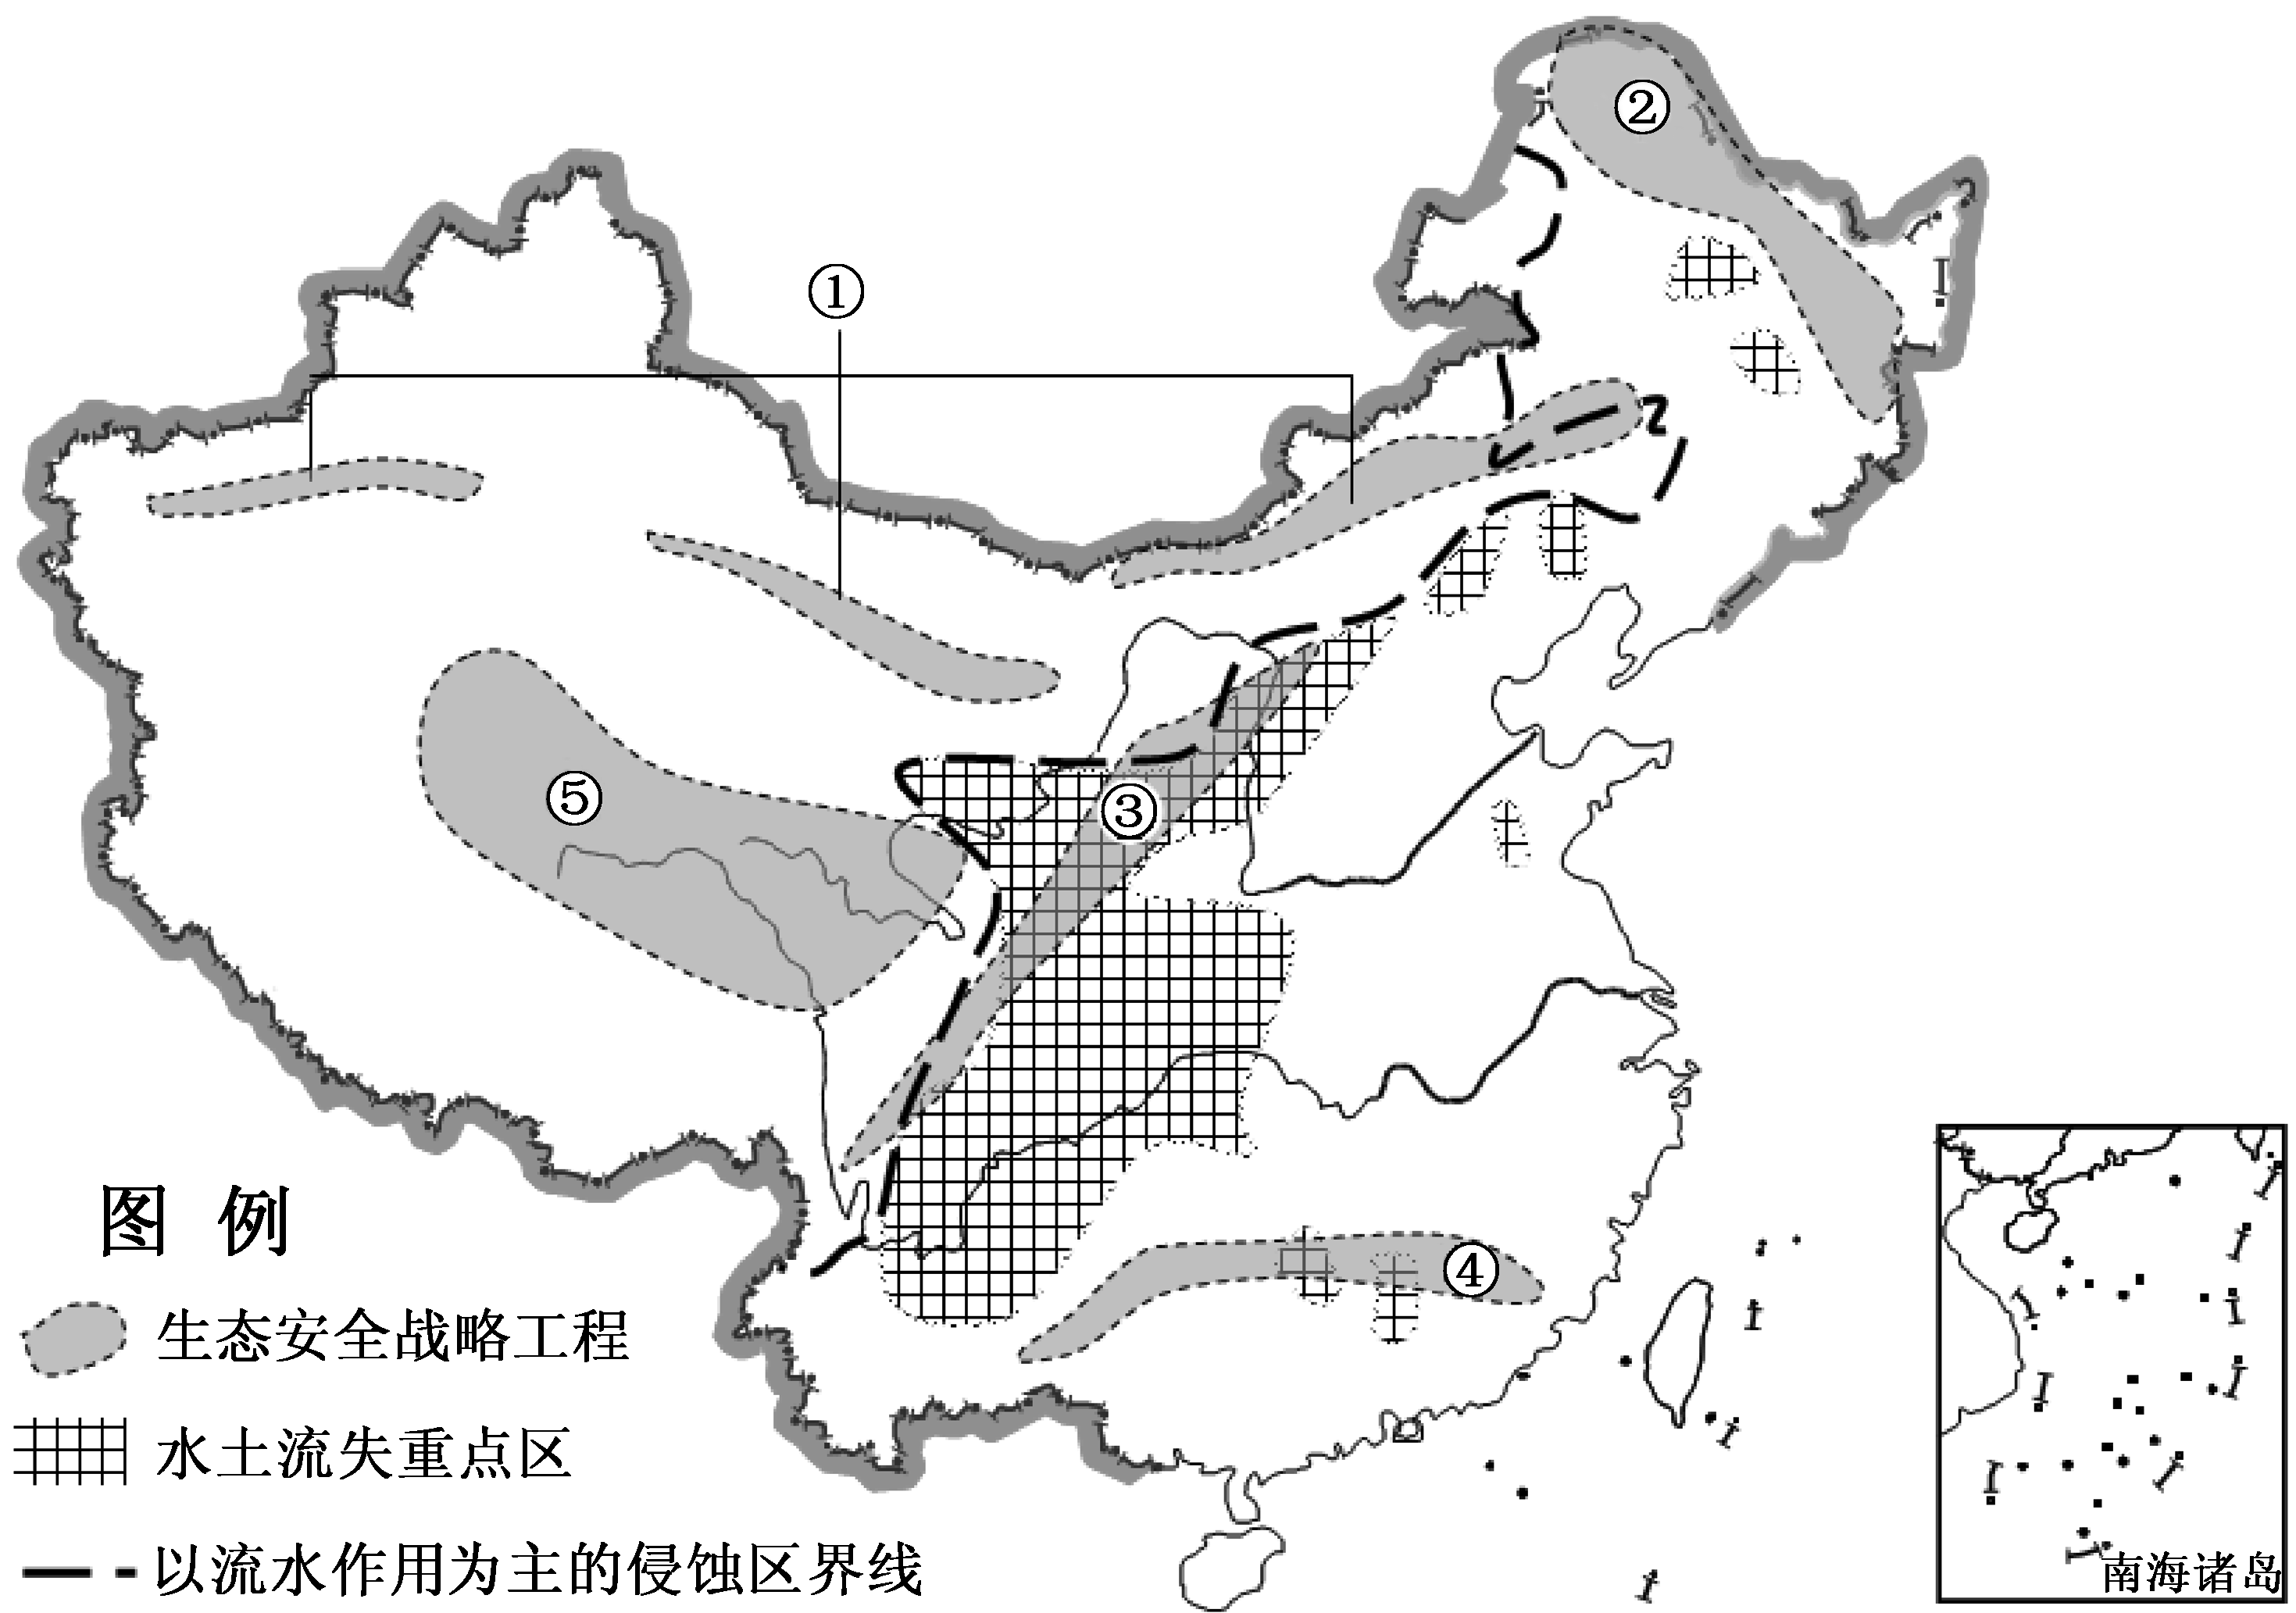 ②
①
⑤
③
④
图 例
生态安全战略工程
水土流失重点区
以流水作用为主的侵蚀区界线
南海诸岛